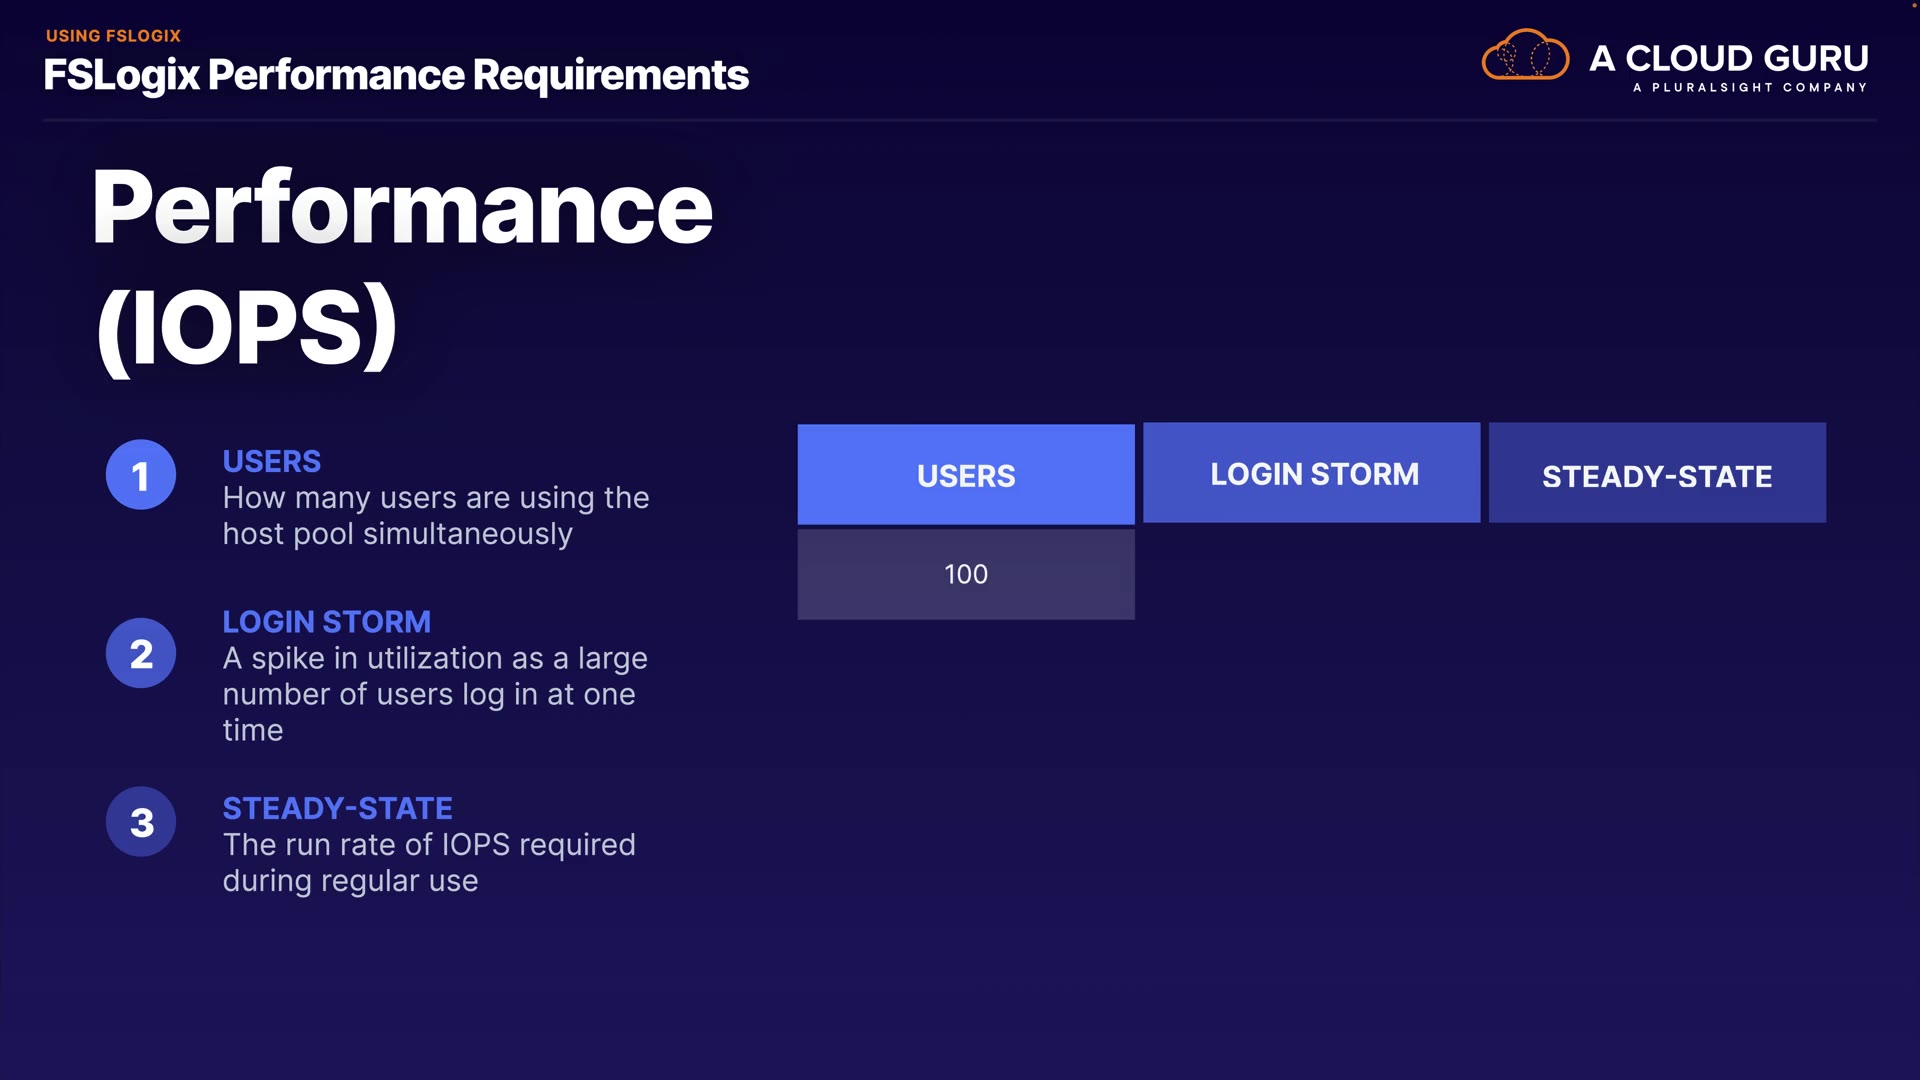 USING FSLOGIX
FSLogix Performance Requirements
A CLOUD GURU
A PLURALSIGHT COMPANY
Performance
(IOPS)
1
USERS
How many users are using the
host pool simultaneously
2
LOGIN STORM
A spike in utilization as a large
number of users log in at one
time
3
STEADY-STATE
The run rate of IOPS required
during regular use
USERS
LOGIN STORM
STEADY-STATE
100